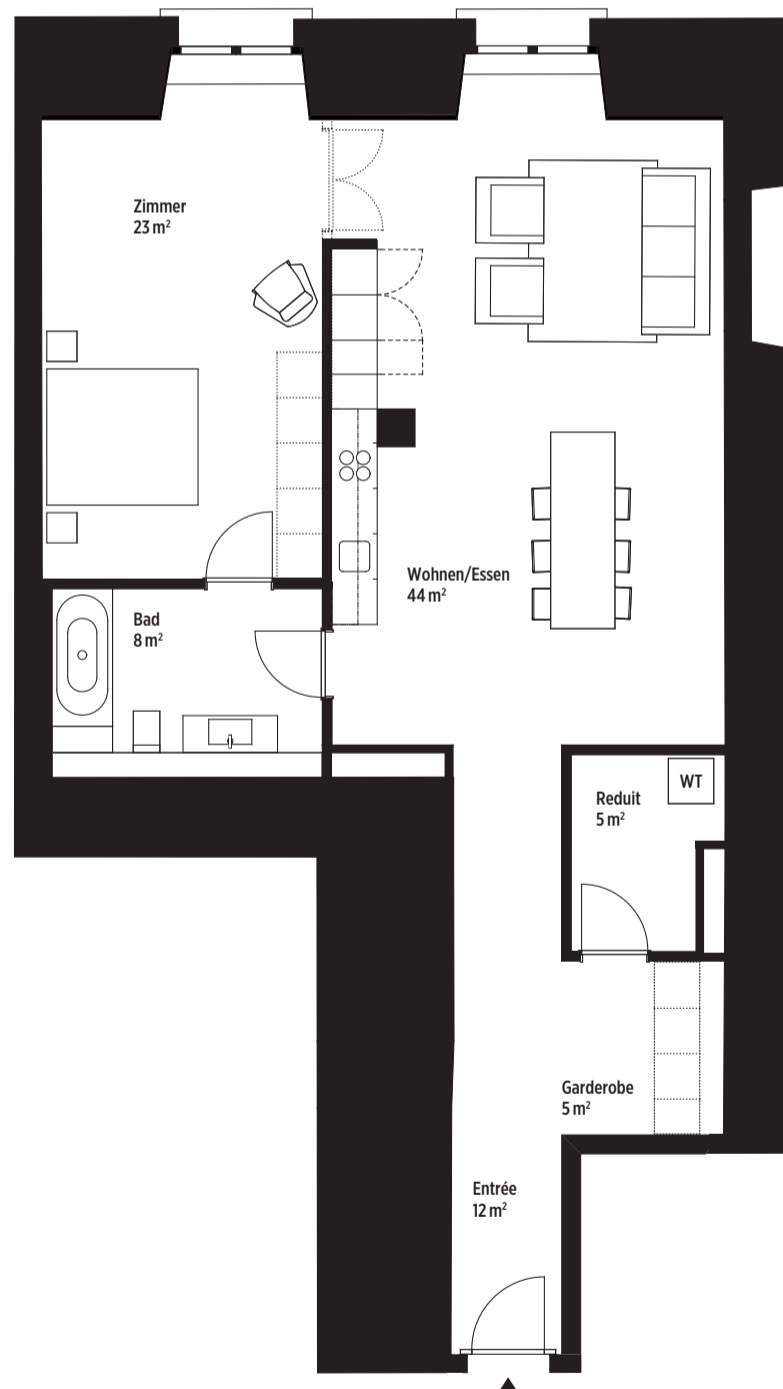 Zimmer
23 m²
Wohnen/Essen
44 m²
Bad
8 m²
WT
Reduit
5 m²
Garderobe
5 m²
Entrée
12 m²